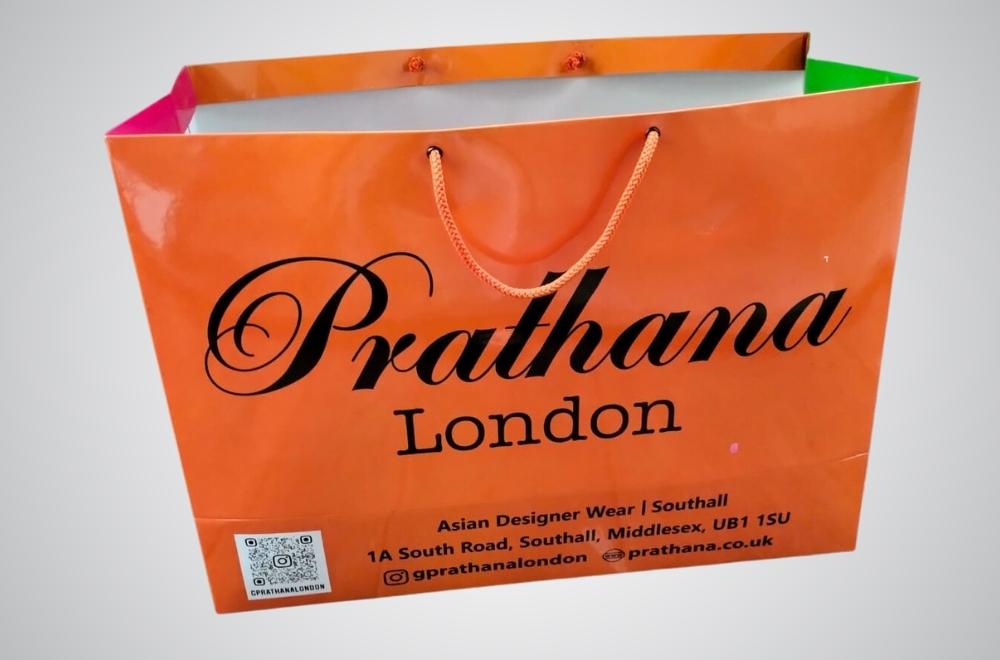 Prathana
London
Asian Designer Wear | Southall
1A South Road, Southall, Middlesex, UB1 1SU
gprathanalondon prathana.co.uk
GPRATHANALONDON